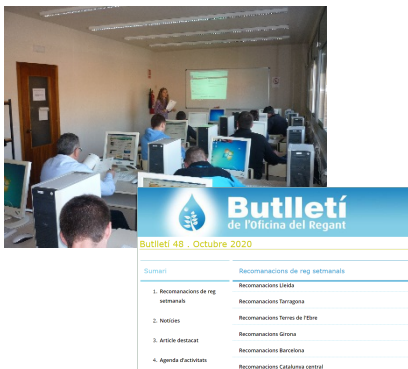 Butlletí
de l'Oficina del Regant
Butlletí 48 . Octubre 2020
Sumari
1. Recomanacions de reg
setmanals
2. Notícies
3. Article destacat
4. Agenda d'activitats
Recomanacions de reg setmanals
Recomanacions Lleida
Recomanacions Tarragona
Recomanacions Terres de l'Ebre
Recomanacions Girona
Recomanacions Barcelona
Recomanacions Catalunya central